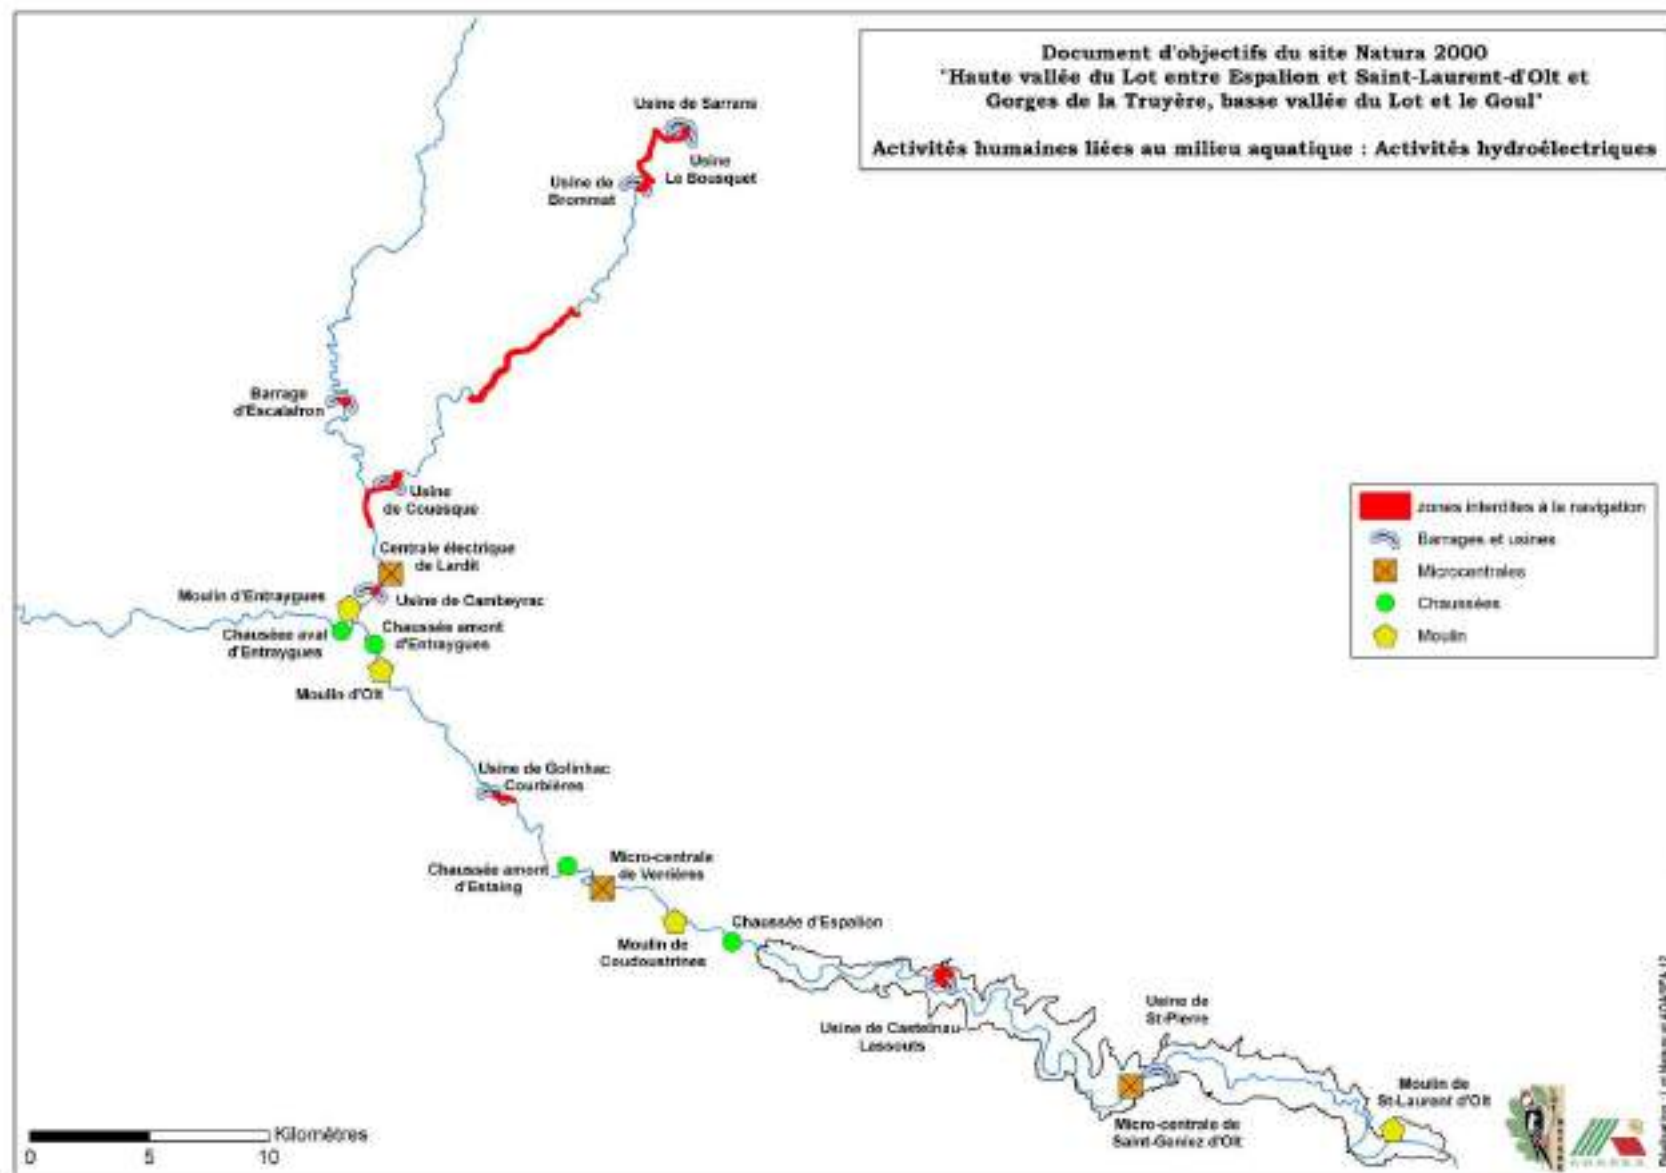 Document d'objectifs du site Natura 2000
"Haute vallée du Lot entre Espalion et Saint-Laurent-d'Olt et
Gorges de la Truyère, basse vallée du Lot et le Goul"
Activités humaines liées au milieu aquatique : Activités hydroélectriques
Usine de Sarrans
Usine
Le Bousquet
Usine de
Brommat
Barrage
d'Escalafron
Usine
de Couesque
Centrale électrique
de Lardit
Moulin d'Entraygues
Usine de Cambeyrac
Chaussée aval
d'Entraygues
Chaussée amont
d'Entraygues
Moulin d'Olt
zones interdites à la navigation
Barrages et usines
Microcentrales
Chaussées
Moulin
Usine de Golinhac
Courbières
Chaussée amont
d'Estaing
Micro-centrale
de Verrières
Moulin de
Coudoustrines
Chaussée d'Espalion
Usine de Castelnau
Lassouts
Usine de
St-Pierre
Micro-centrale de
Saint-Geniez d'Olt
Moulin de
St-Laurent d'Olt
Kilomètres
0 5 10